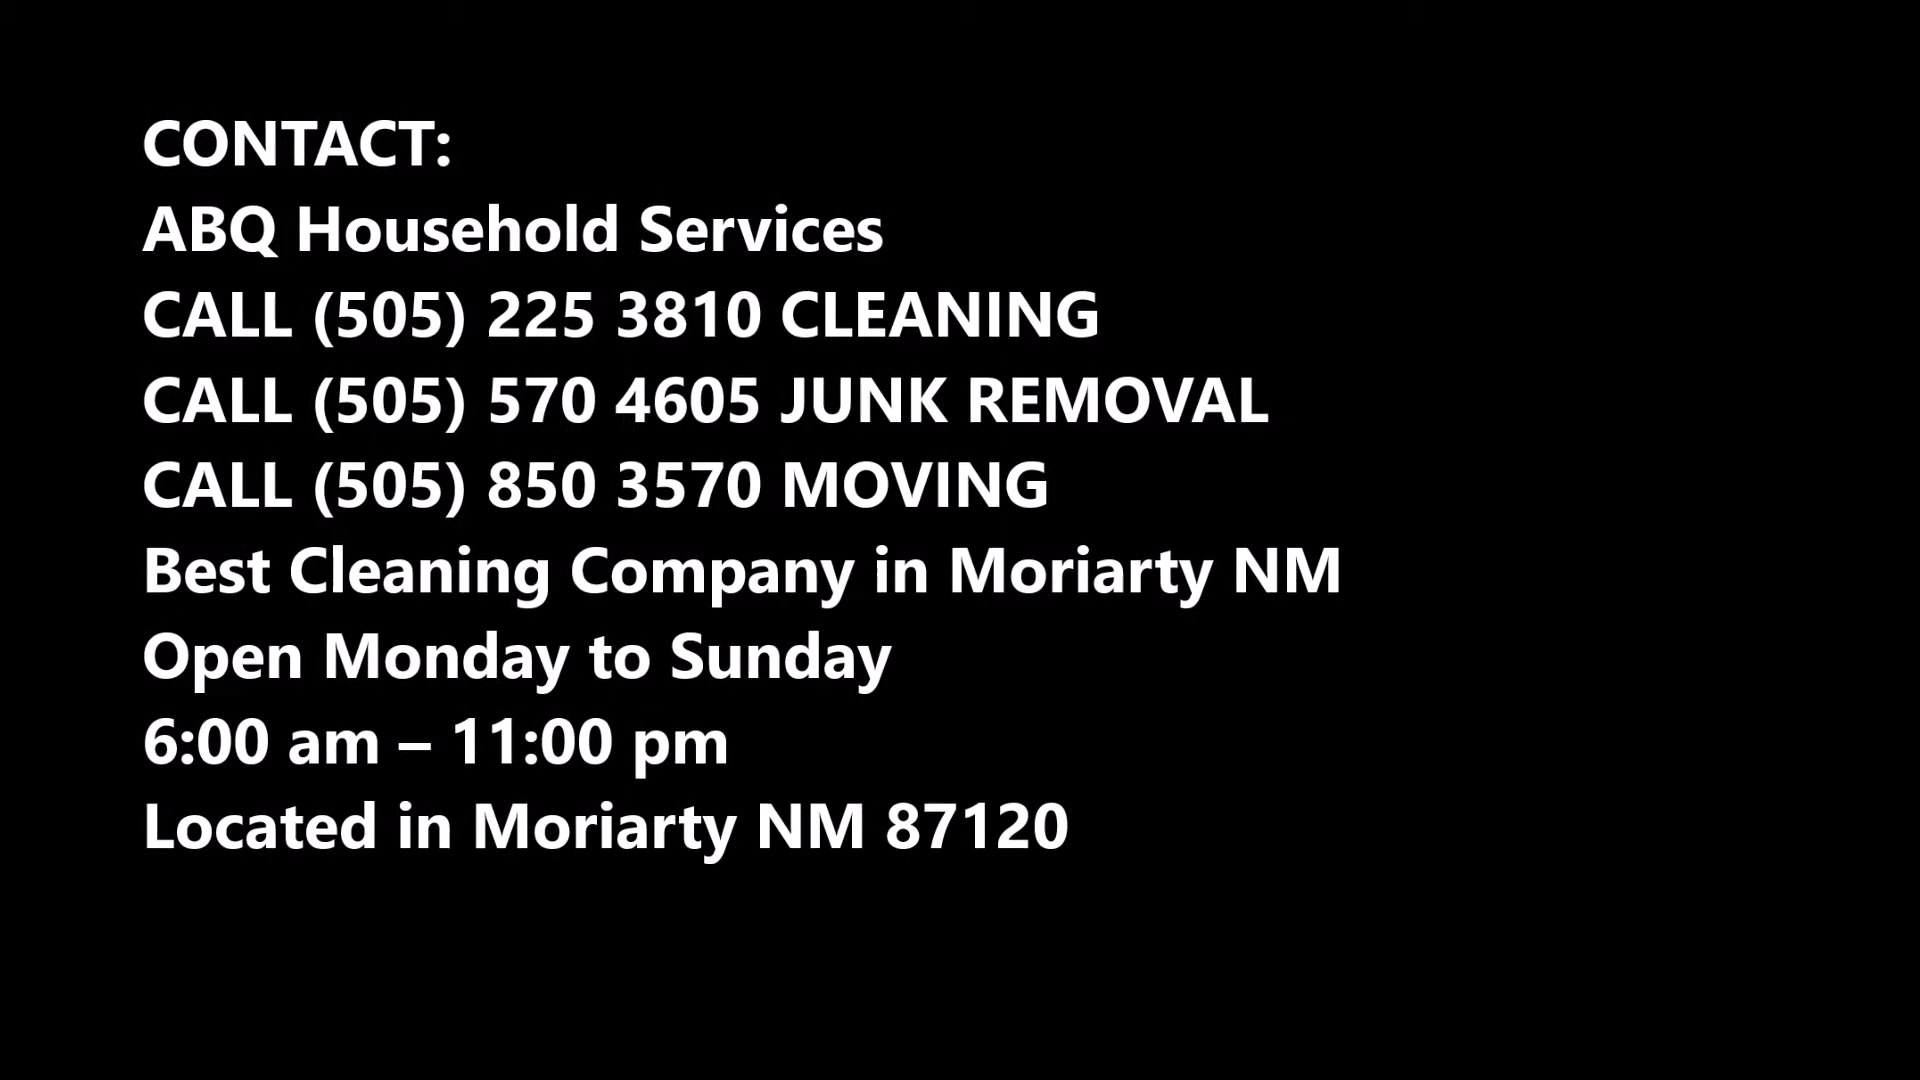 CONTACT:
ABQ Household Services
CALL (505) 225 3810 CLEANING
CALL (505) 570 4605 JUNK REMOVAL
CALL (505) 850 3570 MOVING
Best Cleaning Company in Moriarty NM
Open Monday to Sunday
6:00 am – 11:00 pm
Located in Moriarty NM 87120